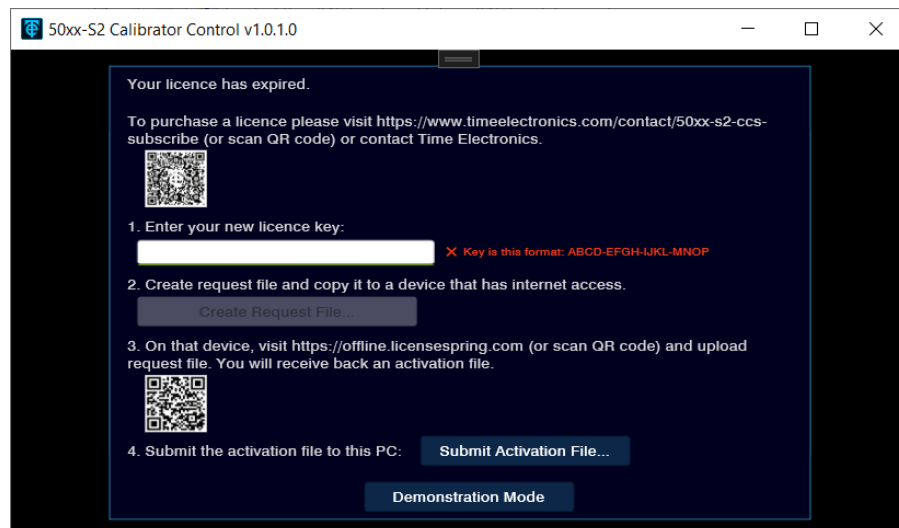 50xx-S2 Calibrator Control v1.0.1.0
Your licence has expired.
To purchase a licence please visit https://www.timeelectronics.com/contact/50xx-s2-ccs-
subscribe (or scan QR code) or contact Time Electronics.
1. Enter your new licence key:
Key is this format: ABCD-EFGH-IJKL-MNOP
2. Create request file and copy it to a device that has internet access.
Create Request File...
3. On that device, visit https://offline.licensespring.com (or scan QR code) and upload
request file. You will receive back an activation file.
4. Submit the activation file to this PC:
Submit Activation File...
Demonstration Mode